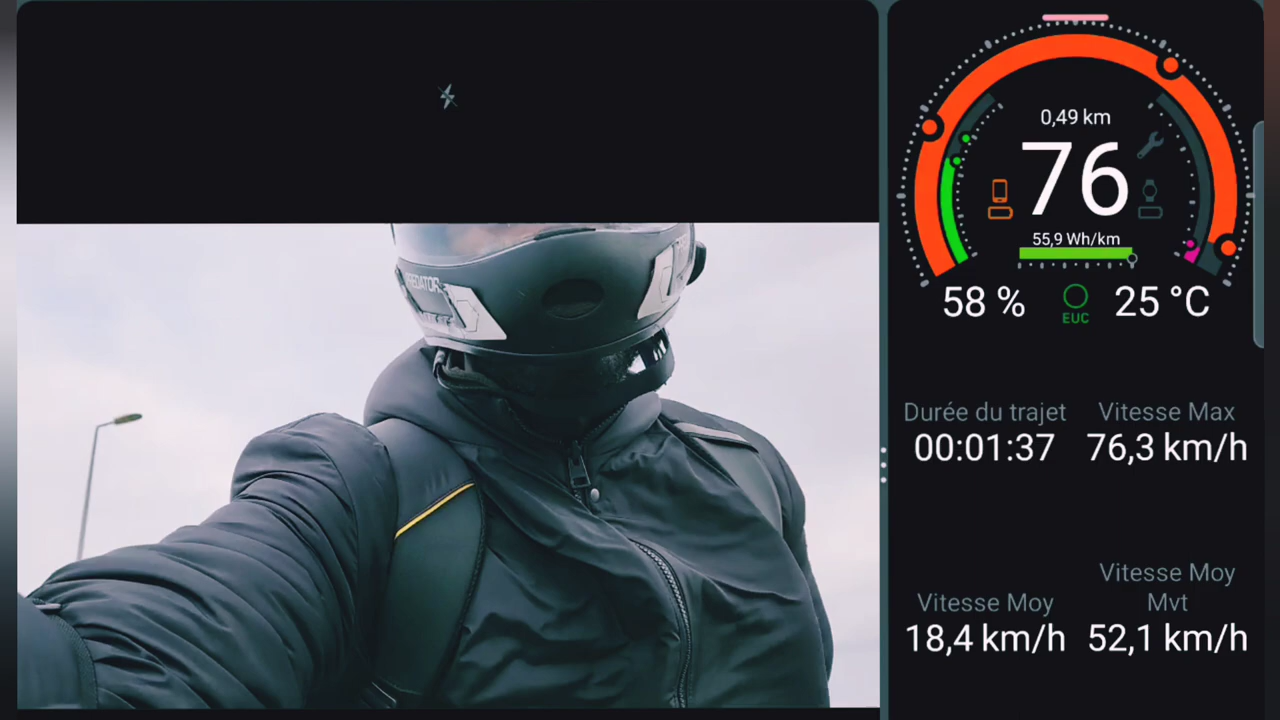 PREDATOR
0,49 km
76
55,9 Wh/km
58 %
EUC
25 °C
Durée du trajet
00:01:37
Vitesse Max
76,3 km/h
Vitesse Moy
18,4 km/h
Vitesse Moy
Mvt
52,1 km/h